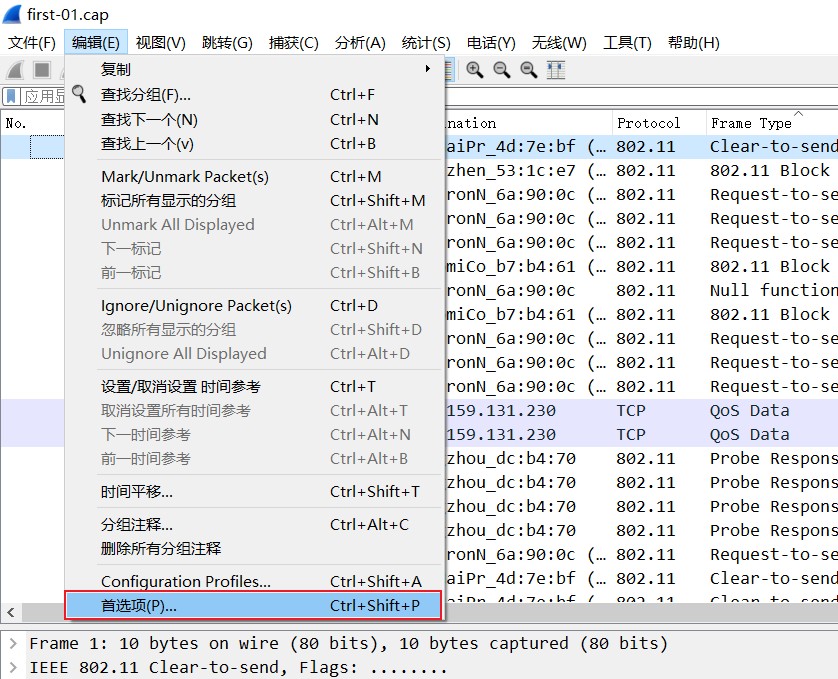 first-01.cap
文件(F) 编辑(E) 视图(V) 跳转(G) 捕获(C) 分析(A) 统计(S) 电话(Y) 无线(W) 工具(T) 帮助(H)
应用显
复制
查找分组(F)... Ctrl+F
查找下一个(N) Ctrl+N
查找上一个(v) Ctrl+B
Mark/Unmark Packet(s) Ctrl+M
标记所有显示的分组 Ctrl+Shift+M
Unmark All Displayed Ctrl+Alt+M
下一标记 Ctrl+Shift+N
前一标记 Ctrl+Shift+B
Ignore/Unignore Packet(s) Ctrl+D
忽略所有显示的分组 Ctrl+Shift+D
Unignore All Displayed Ctrl+Alt+D
设置/取消设置 时间参考 Ctrl+T
取消设置所有时间参考 Ctrl+Alt+T
下一时间参考 Ctrl+Alt+N
前一时间参考 Ctrl+Alt+B
时间平移... Ctrl+Shift+T
分组注释... Ctrl+Alt+C
删除所有分组注释
Configuration Profiles... Ctrl+Shift+A
首选项(P)... Ctrl+Shift+P
No. nation Protocol Frame Type
aiPr_4d:7e:bf (… 802.11 Clear-to-send
zhen_53:1c:e7 (… 802.11 802.11 Block
ronN_6a:90:0c (… 802.11 Request-to-se
ronN_6a:90:0c (… 802.11 Request-to-se
ronN_6a:90:0c (… 802.11 Request-to-se
miCo_b7:b4:61 (… 802.11 802.11 Block
ronN_6a:90:0c 802.11 Null function
miCo_b7:b4:61 (… 802.11 802.11 Block
ronN_6a:90:0c (… 802.11 Request-to-se
ronN_6a:90:0c (… 802.11 Request-to-se
ronN_6a:90:0c (… 802.11 Request-to-se
159.131.230 TCP QoS Data
159.131.230 TCP QoS Data
zhou_dc:b4:70 802.11 Probe Respons
zhou_dc:b4:70 802.11 Probe Respons
zhou_dc:b4:70 802.11 Probe Respons
zhou_dc:b4:70 802.11 Probe Respons
ronN_6a:90:0c (… 802.11 Request-to-se
aiPr_4d:7e:bf (… 802.11 Clear-to-send
aiPr_4d:7e:bf (… 802.11 Clear-to-send
Frame 1: 10 bytes on wire (80 bits), 10 bytes captured (80 bits)
IEEE 802.11 Clear-to-send, Flags: ........